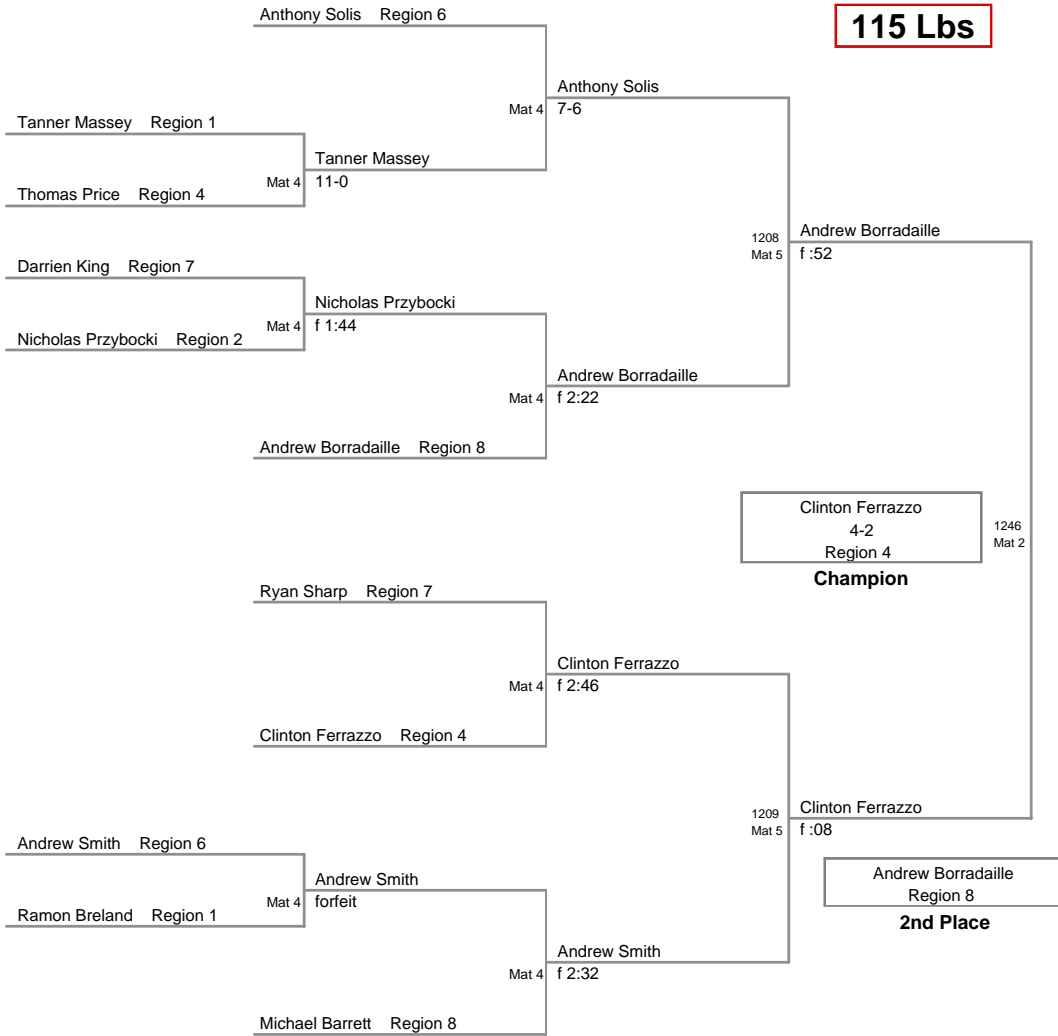 Anthony Solis Region 6
115 Lbs
Anthony Solis
Mat 4
7-6
Tanner Massey Region 1
Tanner Massey
Mat 4
11-0
Thomas Price Region 4
1208
Mat 5
Andrew Borradaille
f :52
Darrien King Region 7
Nicholas Przybocki
Mat 4
f 1:44
Nicholas Przybocki Region 2
Andrew Borradaille
Mat 4
f 2:22
Andrew Borradaille Region 8
Clinton Ferrazzo
4-2
Region 4
Champion
1246
Mat 2
Ryan Sharp Region 7
Clinton Ferrazzo
Mat 4
f 2:46
Clinton Ferrazzo Region 4
1209
Mat 5
Clinton Ferrazzo
f :08
Andrew Smith Region 6
Andrew Smith
Mat 4
forfeit
Ramon Breland Region 1
Andrew Borradaille
Region 8
2nd Place
Andrew Smith
Mat 4
f 2:32
Michael Barrett Region 8